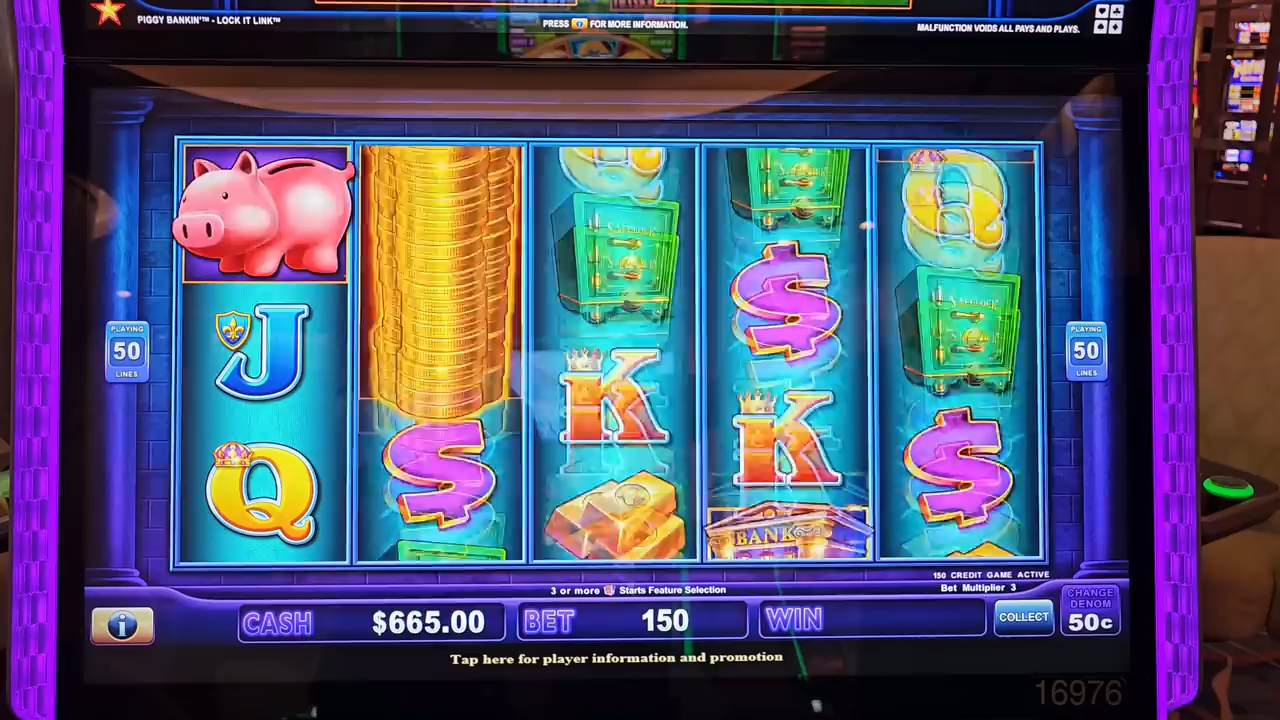 PIGGY BANKIN'™ - LOCK IT LINK™
PRESS i FOR MORE INFORMATION.
MALFUNCTION VOIDS ALL PAYS AND PLAYS.
J
Q
$
K
$
K
BANK
Q
$
PLAYING
50
LINES
PLAYING
50
LINES
150 CREDIT GAME ACTIVE
3 or more Starts Feature Selection
Bet Multiplier 3
i
CASH $665.00
BET 150
WIN
COLLECT
CHANGE
DENOM
50c
Tap here for player information and promotion
16976